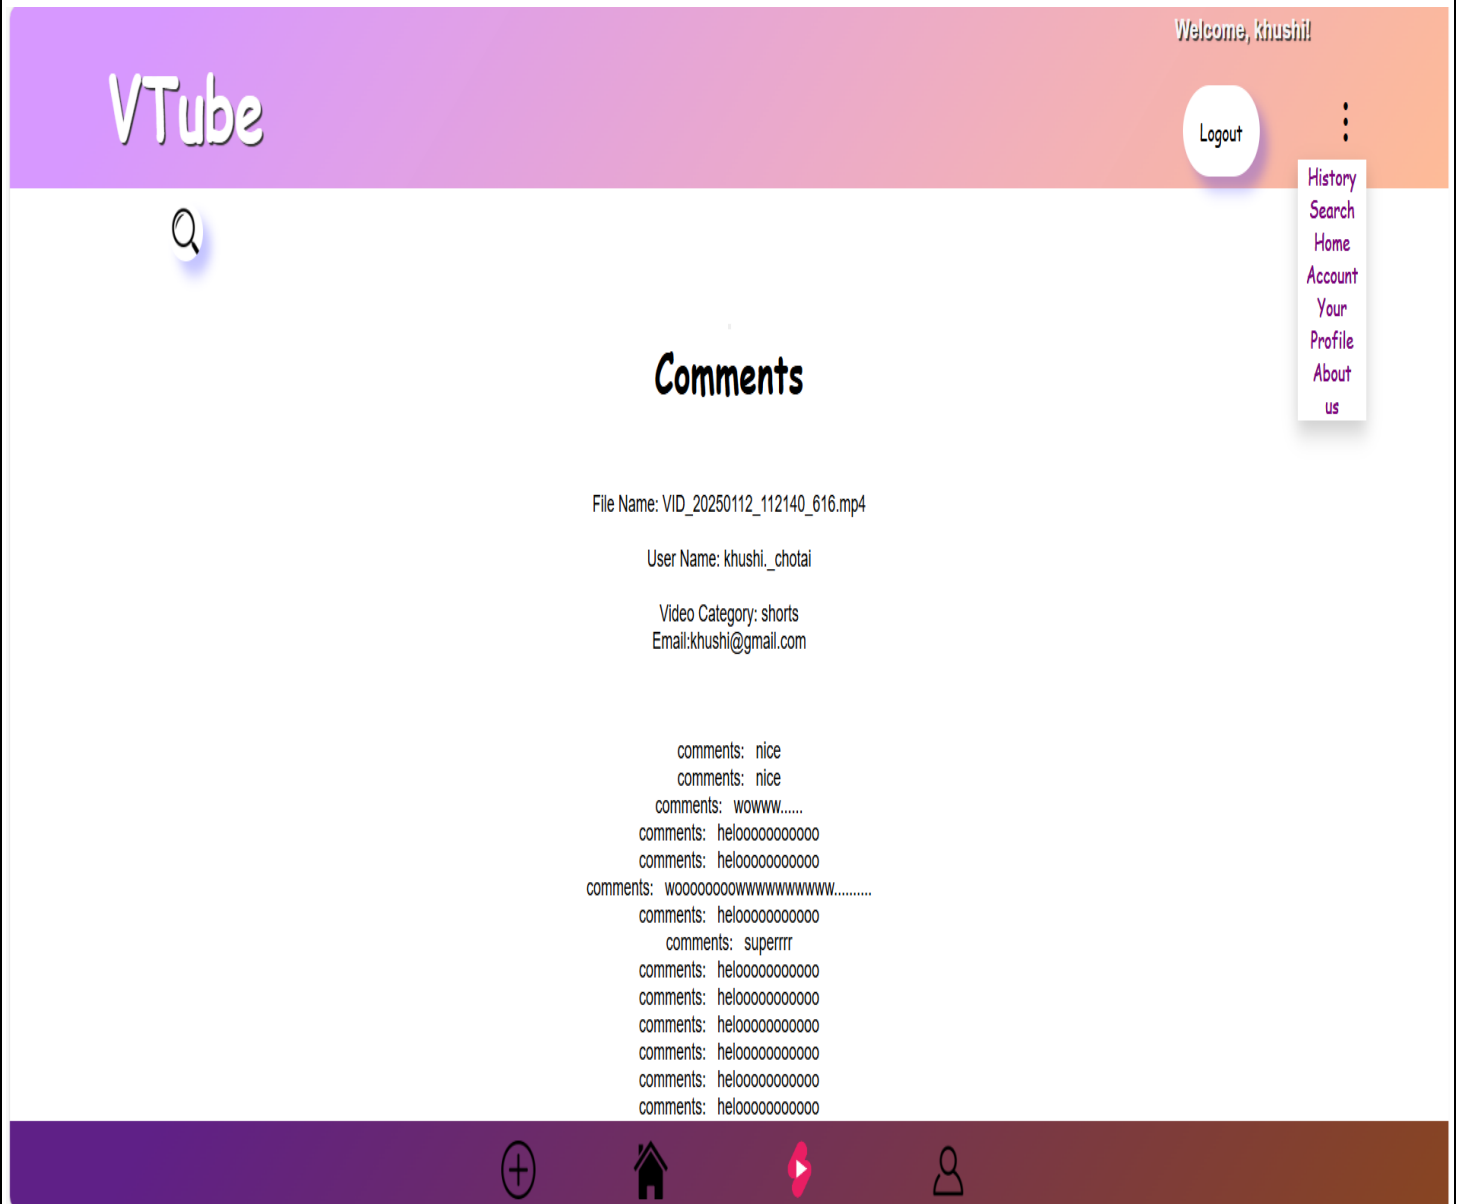 Welcome, khushi!
VTube
Logout
History
Search
Home
Account
Your
Profile
About
us
Comments
File Name: VID_20250112_112140_616.mp4
User Name: khushi._chotai
Video Category: shorts
Email:khushi@gmail.com
comments: nice
comments: nice
comments: wowww......
comments: helooooooooooo
comments: helooooooooooo
comments: woooooooowwwwwwwwww..........
comments: helooooooooooo
comments: superrrr
comments: helooooooooooo
comments: helooooooooooo
comments: helooooooooooo
comments: helooooooooooo
comments: helooooooooooo
comments: helooooooooooo